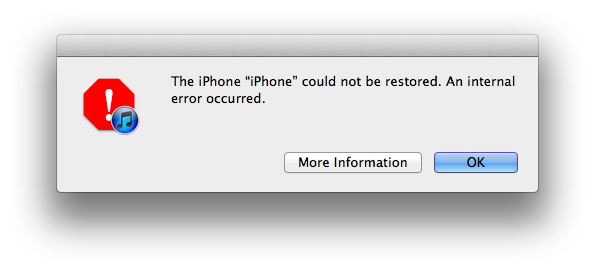 The iPhone “iPhone” could not be restored. An internal
error occurred.
More Information
OK